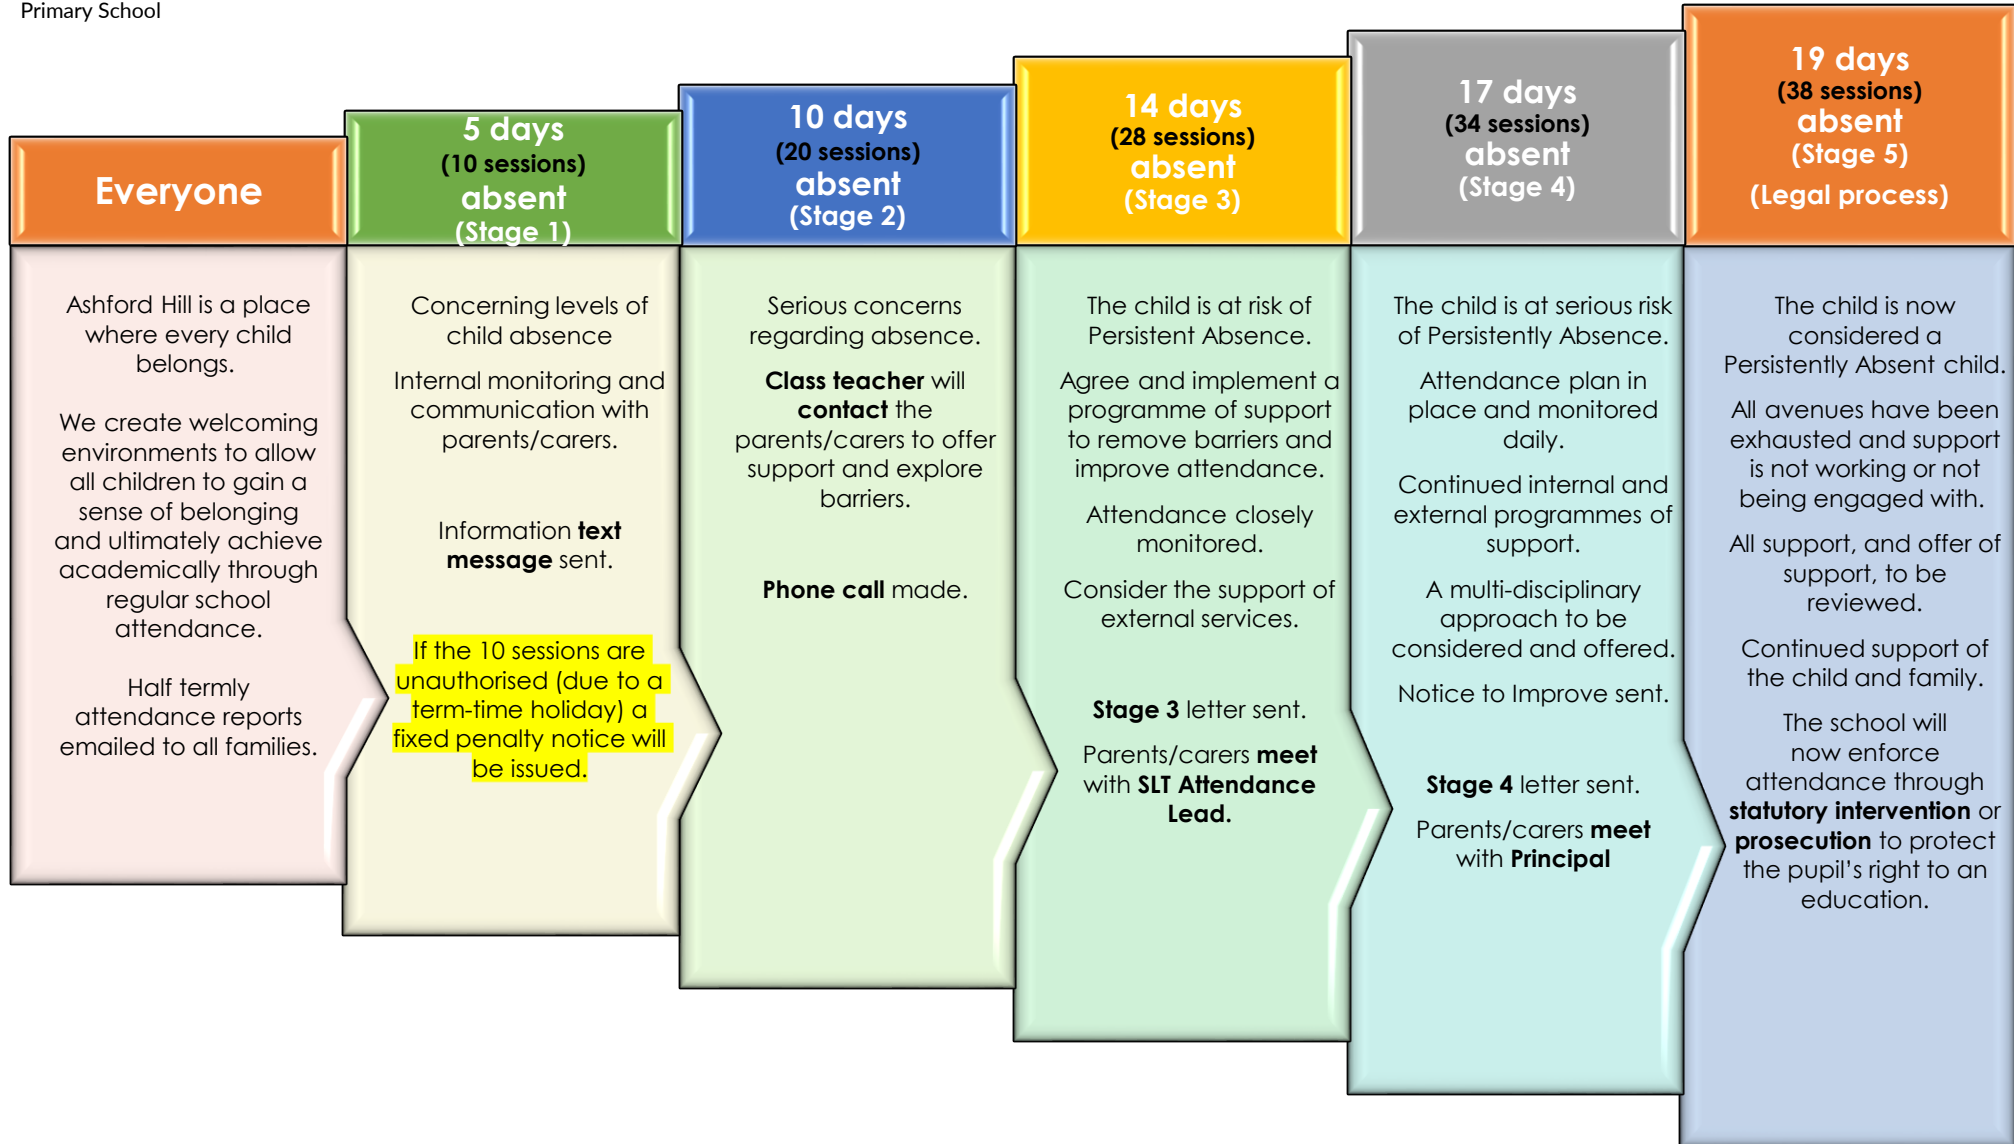 Primary School
Everyone
Ashford Hill is a place
where every child
belongs.
We create welcoming
environments to allow
all children to gain a
sense of belonging
and ultimately achieve
academically through
regular school
attendance.
Half termly
attendance reports
emailed to all families.
5 days
(10 sessions)
absent
(Stage 1)
Concerning levels of
child absence
Internal monitoring and
communication with
parents/carers.
Information text
message sent.
If the 10 sessions are
unauthorised (due to a
term-time holiday) a
fixed penalty notice will
be issued.
10 days
(20 sessions)
absent
(Stage 2)
Serious concerns
regarding absence.
Class teacher will
contact the
parents/carers to offer
support and explore
barriers.
Phone call made.
14 days
(28 sessions)
absent
(Stage 3)
The child is at risk of
Persistent Absence.
Agree and implement a
programme of support
to remove barriers and
improve attendance.
Attendance closely
monitored.
Consider the support of
external services.
Stage 3 letter sent.
Parents/carers meet
with SLT Attendance
Lead.
17 days
(34 sessions)
absent
(Stage 4)
The child is at serious risk
of Persistently Absence.
Attendance plan in
place and monitored
daily.
Continued internal and
external programmes of
support.
A multi-disciplinary
approach to be
considered and offered.
Notice to Improve sent.
Stage 4 letter sent.
Parents/carers meet
with Principal
19 days
(38 sessions)
absent
(Stage 5)
(Legal process)
The child is now
considered a
Persistently Absent child.
All avenues have been
exhausted and support
is not working or not
being engaged with.
All support, and offer of
support, to be
reviewed.
Continued support of
the child and family.
The school will
now enforce
attendance through
statutory intervention or
prosecution to protect
the pupil's right to an
education.